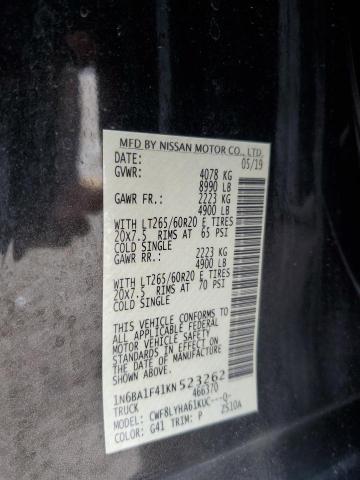 MFD BY NISSAN MOTOR CO., LTD.
DATE: 05/19
GVWR: 4078 KG
8990 LB
GAWR FR.: 2223 KG
4900 LB
WITH LT265/60R20 E TIRES
20X7.5 RIMS AT 65 PSI
COLD SINGLE
GAWR RR.: 2223 KG
4900 LB
WITH LT265/60R20 E TIRES
20X7.5 RIMS AT 70 PSI
COLD SINGLE
THIS VEHICLE CONFORMS TO
ALL APPLICABLE FEDERAL
MOTOR VEHICLE SAFETY
STANDARDS IN EFFECT ON
THE DATE OF MANUFACTURE
SHOWN ABOVE.
1N6BA1F41KN523262
TRUCK 466370
MODEL: CWF8LYHA61KUC---Q-
COLOR: G41 TRIM: P 2510A